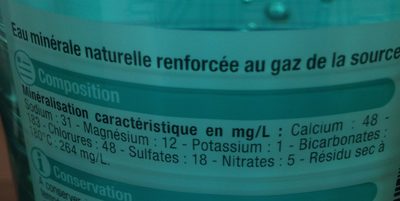 Eau minérale naturelle renforcée au gaz de la source
Composition
Minéralisation caractéristique en mg/L : Calcium : 48 -
Sodium : 31 - Magnésium : 12 - Potassium : 1 - Bicarbonates :
183 - Chlorures : 48 - Sulfates : 18 - Nitrates : 5 - Résidu sec à
180°C : 264 mg/L.
i Conservation